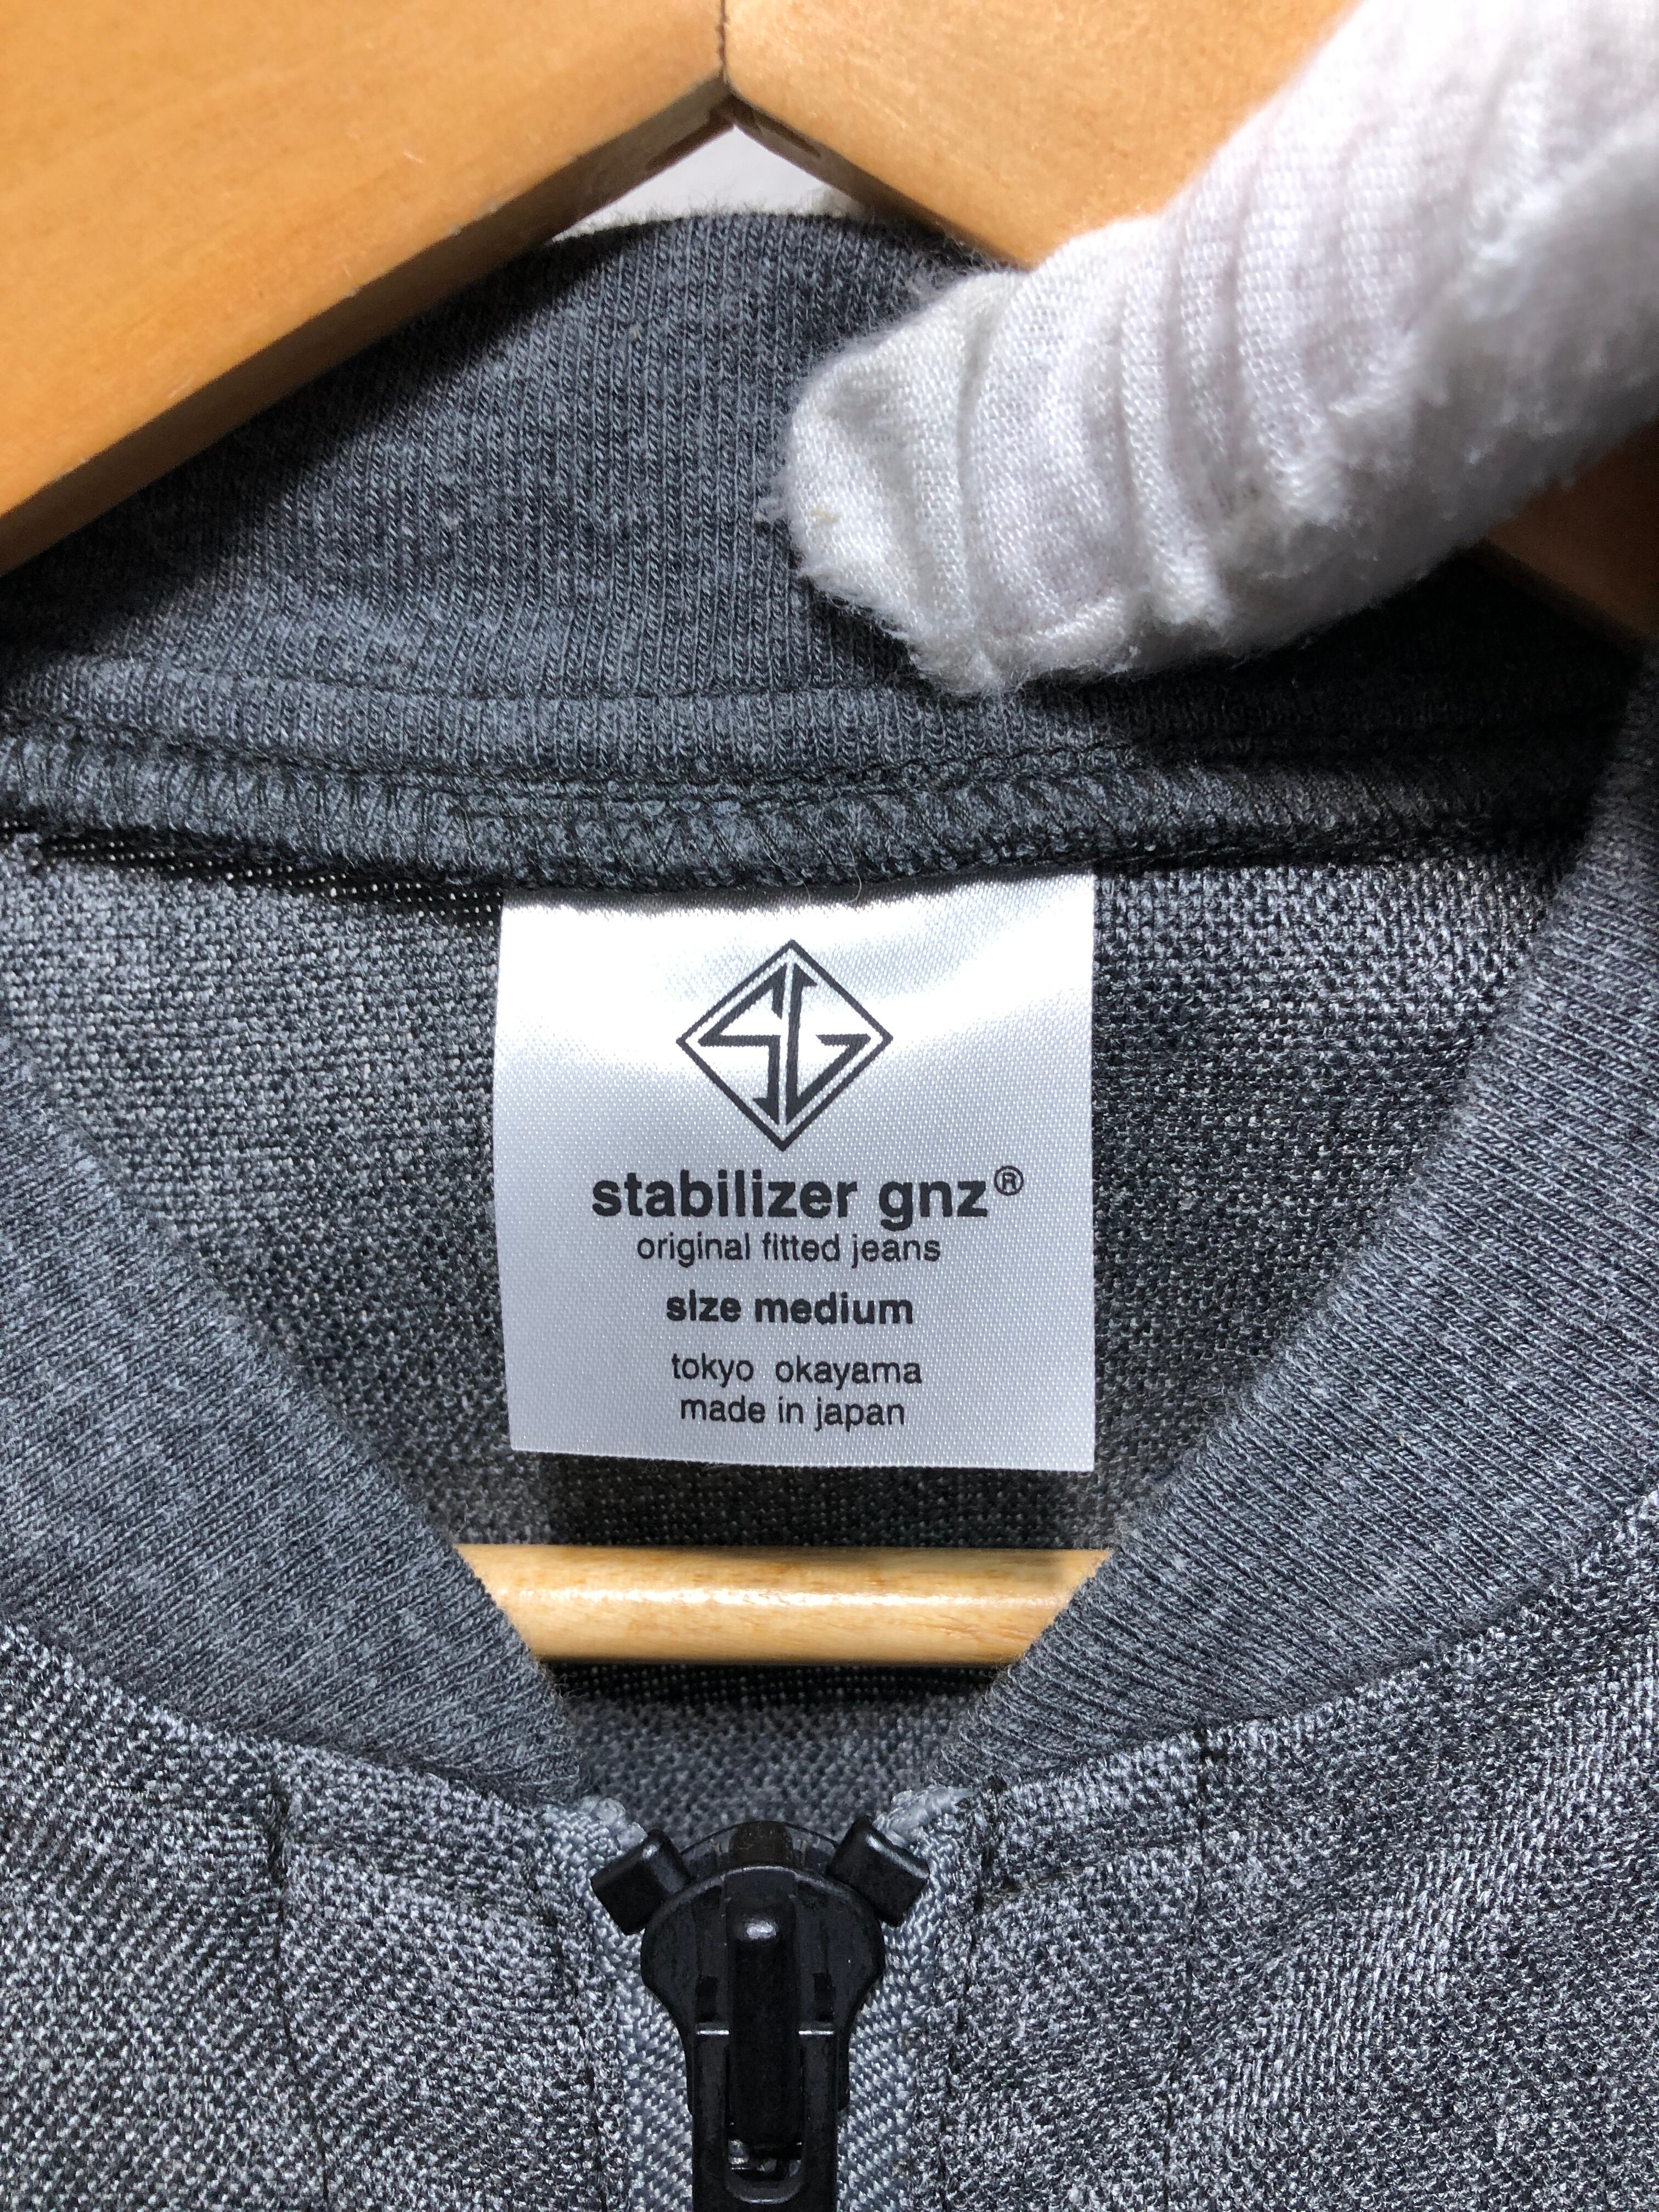 SG
stabilizer gnz®
original fitted jeans
size medium
tokyo okayama
made in japan